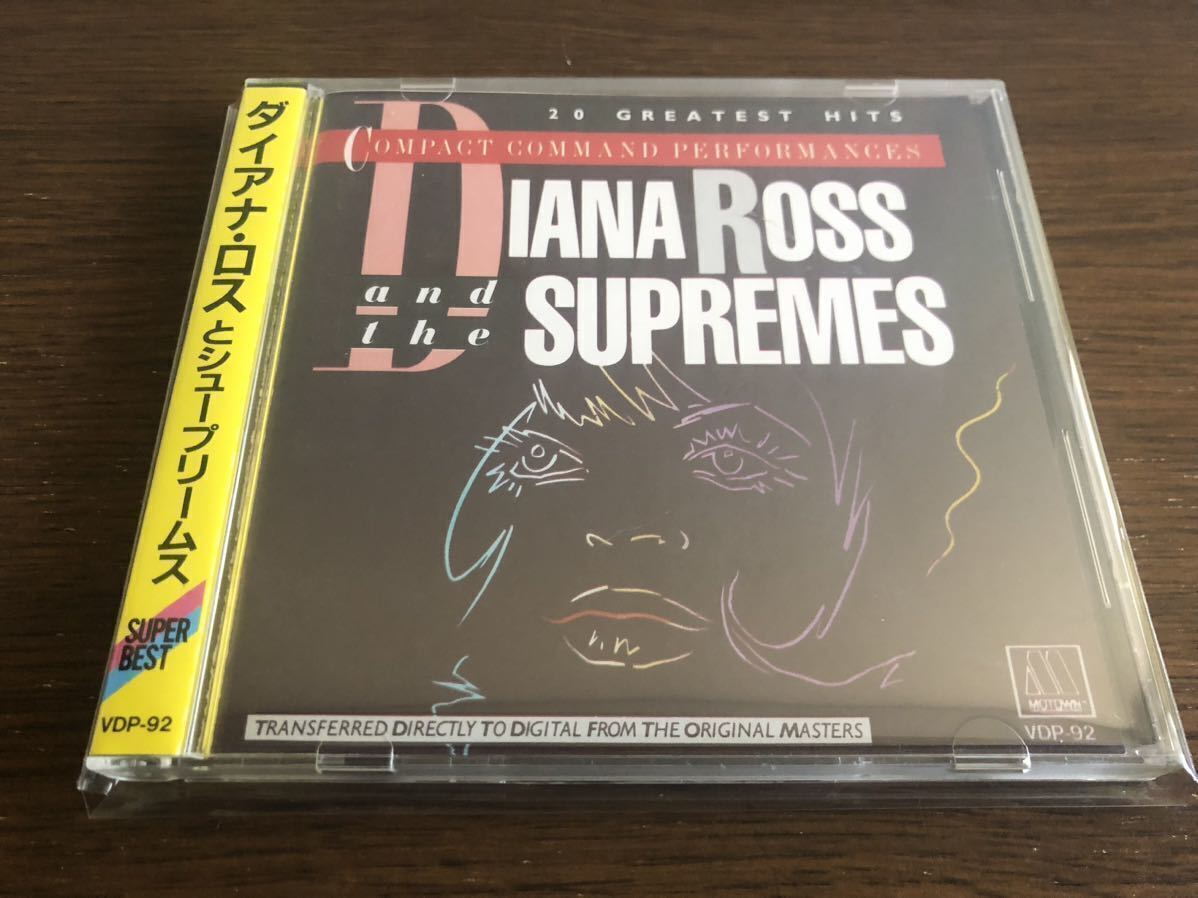 ダイアナ・ロスとシュープリームス
SUPER
BEST
VDP-92
20 GREATEST HITS
COMPACT COMMAND PERFORMANCES
DIANA ROSS
and
the SUPREMES
TRANSFERRED DIRECTLY TO DIGITAL FROM THE ORIGINAL MASTERS
MOTOWN
VDP-92